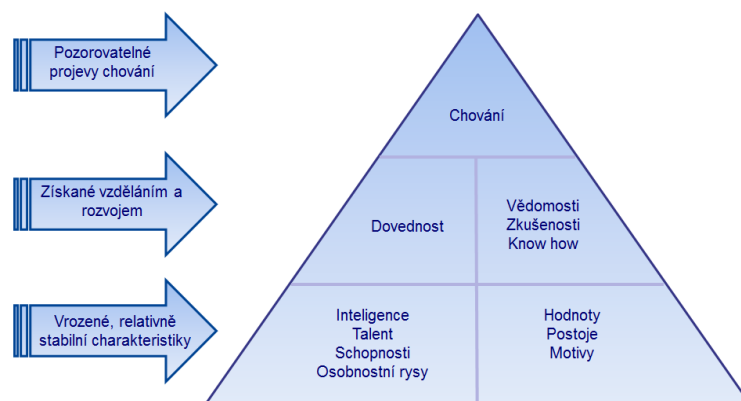 Pozorovatelné
projevy chování
Chování
Získané vzděláním a
rozvojem
Dovednost
Vědomosti
Zkušenosti
Know how
Vrozené, relativně
stabilní charakteristiky
Inteligence
Talent
Schopnosti
Osobnostní rysy
Hodnoty
Postoje
Motivy